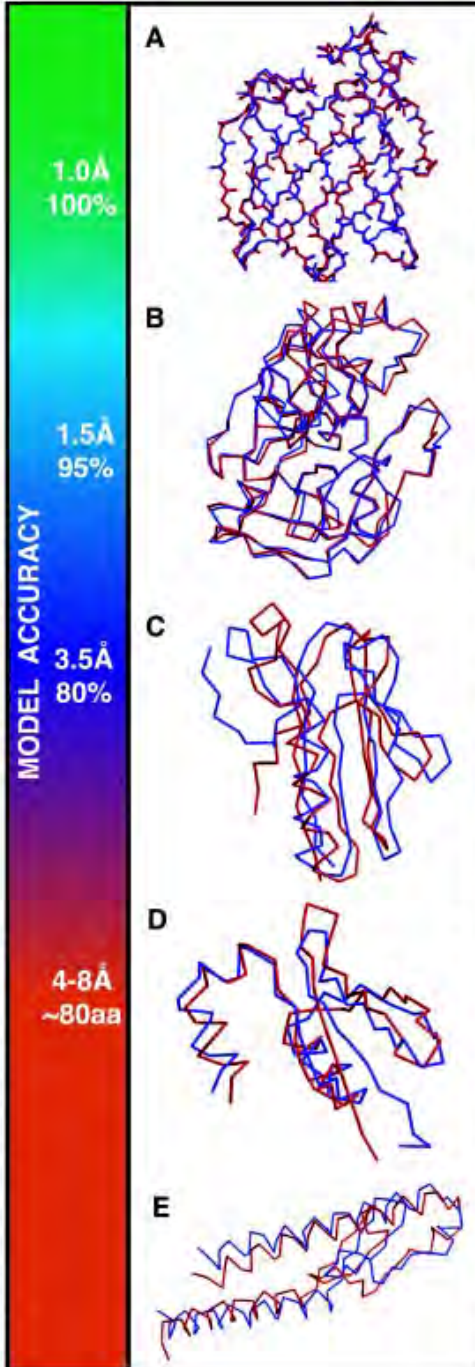 A
1.0Å
100%
B
1.5Å
95%
MODEL ACCURACY
C
3.5Å
80%
D
4-8Å
~80aa
E